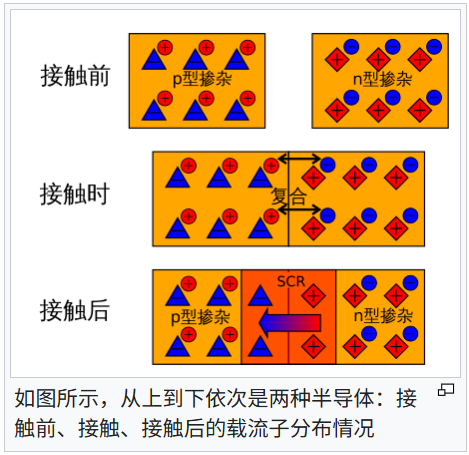 接触前
p型掺杂
n型掺杂
接触时
复合
接触后
SCR
p型掺杂
n型掺杂
如图所示，从上到下依次是两种半导体：接
触前、接触、接触后的载流子分布情况